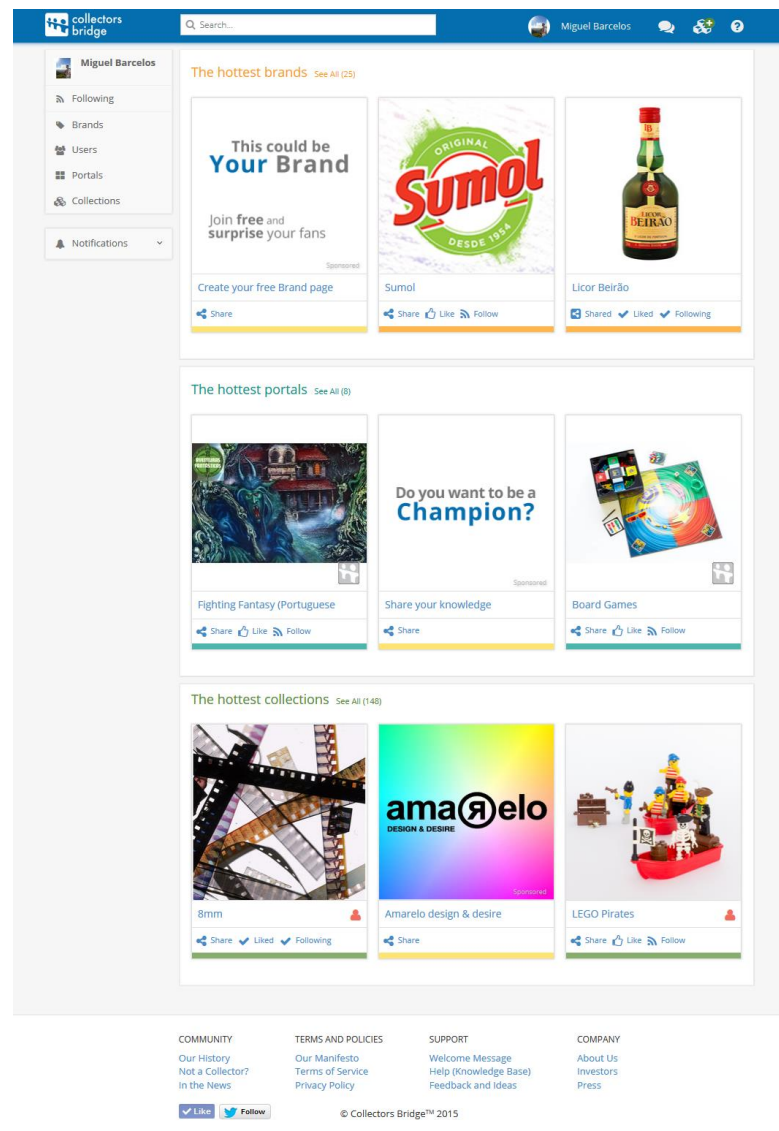 collectors
bridge
Search...
Miguel Barcelos
Miguel Barcelos
Following
Brands
Users
Portals
Collections
Notifications
The hottest brands See All (25)
This could be
Your Brand
Join free and
surprise your fans
Sponsored
ORIGINAL
Sumol
DESDE 1954
LICOR
BEIRÃO
Create your free Brand page
Sumol
Licor Beirão
Share
Share Like Follow
Shared Liked Following
The hottest portals See All (8)
Do you want to be a
Champion?
Sponsored
Fighting Fantasy (Portuguese
Share your knowledge
Board Games
Share Like Follow
Share
Share Like Follow
The hottest collections See All (148)
amaЯelo
DESIGN & DESIRE
Sponsored
8mm
Amarelo design & desire
LEGO Pirates
Share Liked Following
Share
Share Like Follow
COMMUNITY
Our History
Not a Collector?
In the News
TERMS AND POLICIES
Our Manifesto
Terms of Service
Privacy Policy
SUPPORT
Welcome Message
Help (Knowledge Base)
Feedback and Ideas
COMPANY
About Us
Investors
Press
Like
Follow
© Collectors Bridge™ 2015